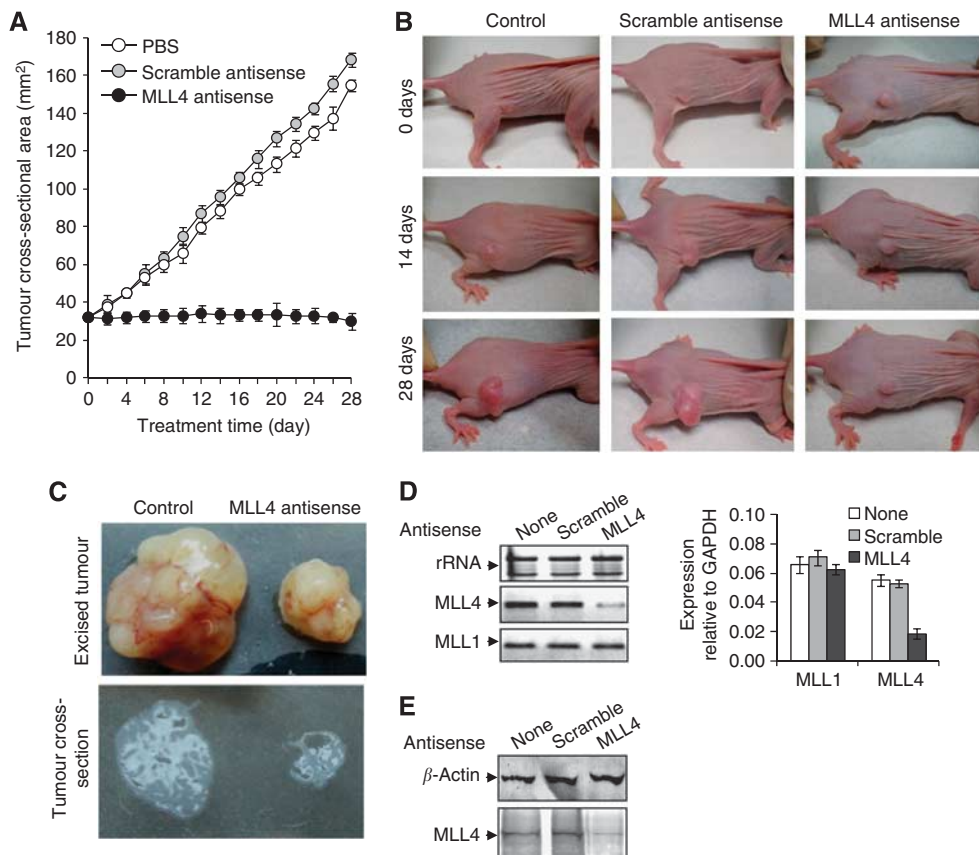 A
Tumour cross-sectional area (mm²)
180
160
140
120
100
80
60
40
20
0
PBS
Scramble antisense
MLL4 antisense
0 4 8 12 16 20 24 28
Treatment time (day)
B
Control Scramble antisense MLL4 antisense
0 days
14 days
28 days
C
Control MLL4 antisense
Excised tumour
Tumour cross-
section
D
Antisense None Scramble MLL4
rRNA
MLL4
MLL1
Expression
relative to GAPDH
0.10
0.08
0.06
0.04
0.02
0.00
None
Scramble
MLL4
MLL1 MLL4
E
Antisense None Scramble MLL4
β-Actin
MLL4